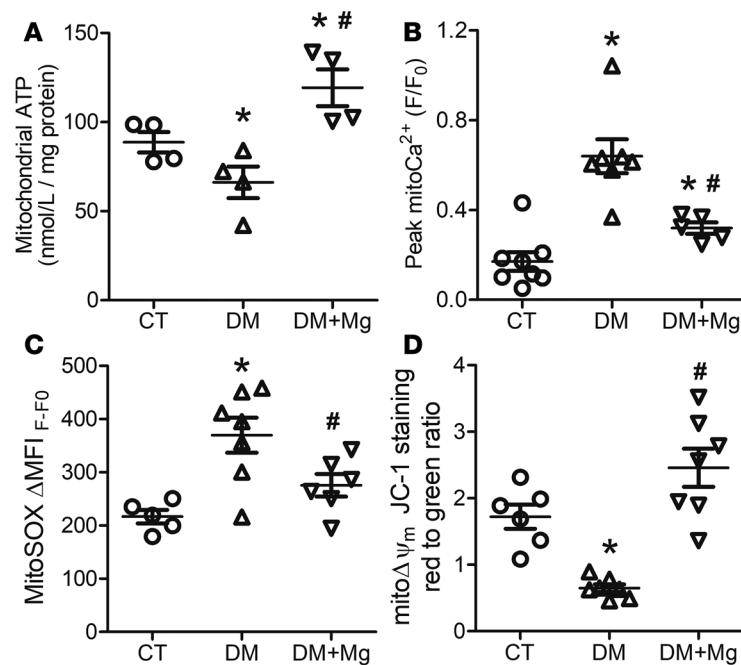 A
Mitochondrial ATP
(nmol/L / mg protein)
150
100
50
0
* # 
*
CT
DM
DM+Mg
B
Peak mitoCa²⁺ (F/F₀)
1.2
0.8
0.4
0.0
*
* #
CT
DM
DM+Mg
C
MitoSOX ΔMFI F-F0
500
400
300
200
100
0
*
#
CT
DM
DM+Mg
D
mitoΔψm JC-1 staining
red to green ratio
4
3
2
1
0
#
*
CT
DM
DM+Mg